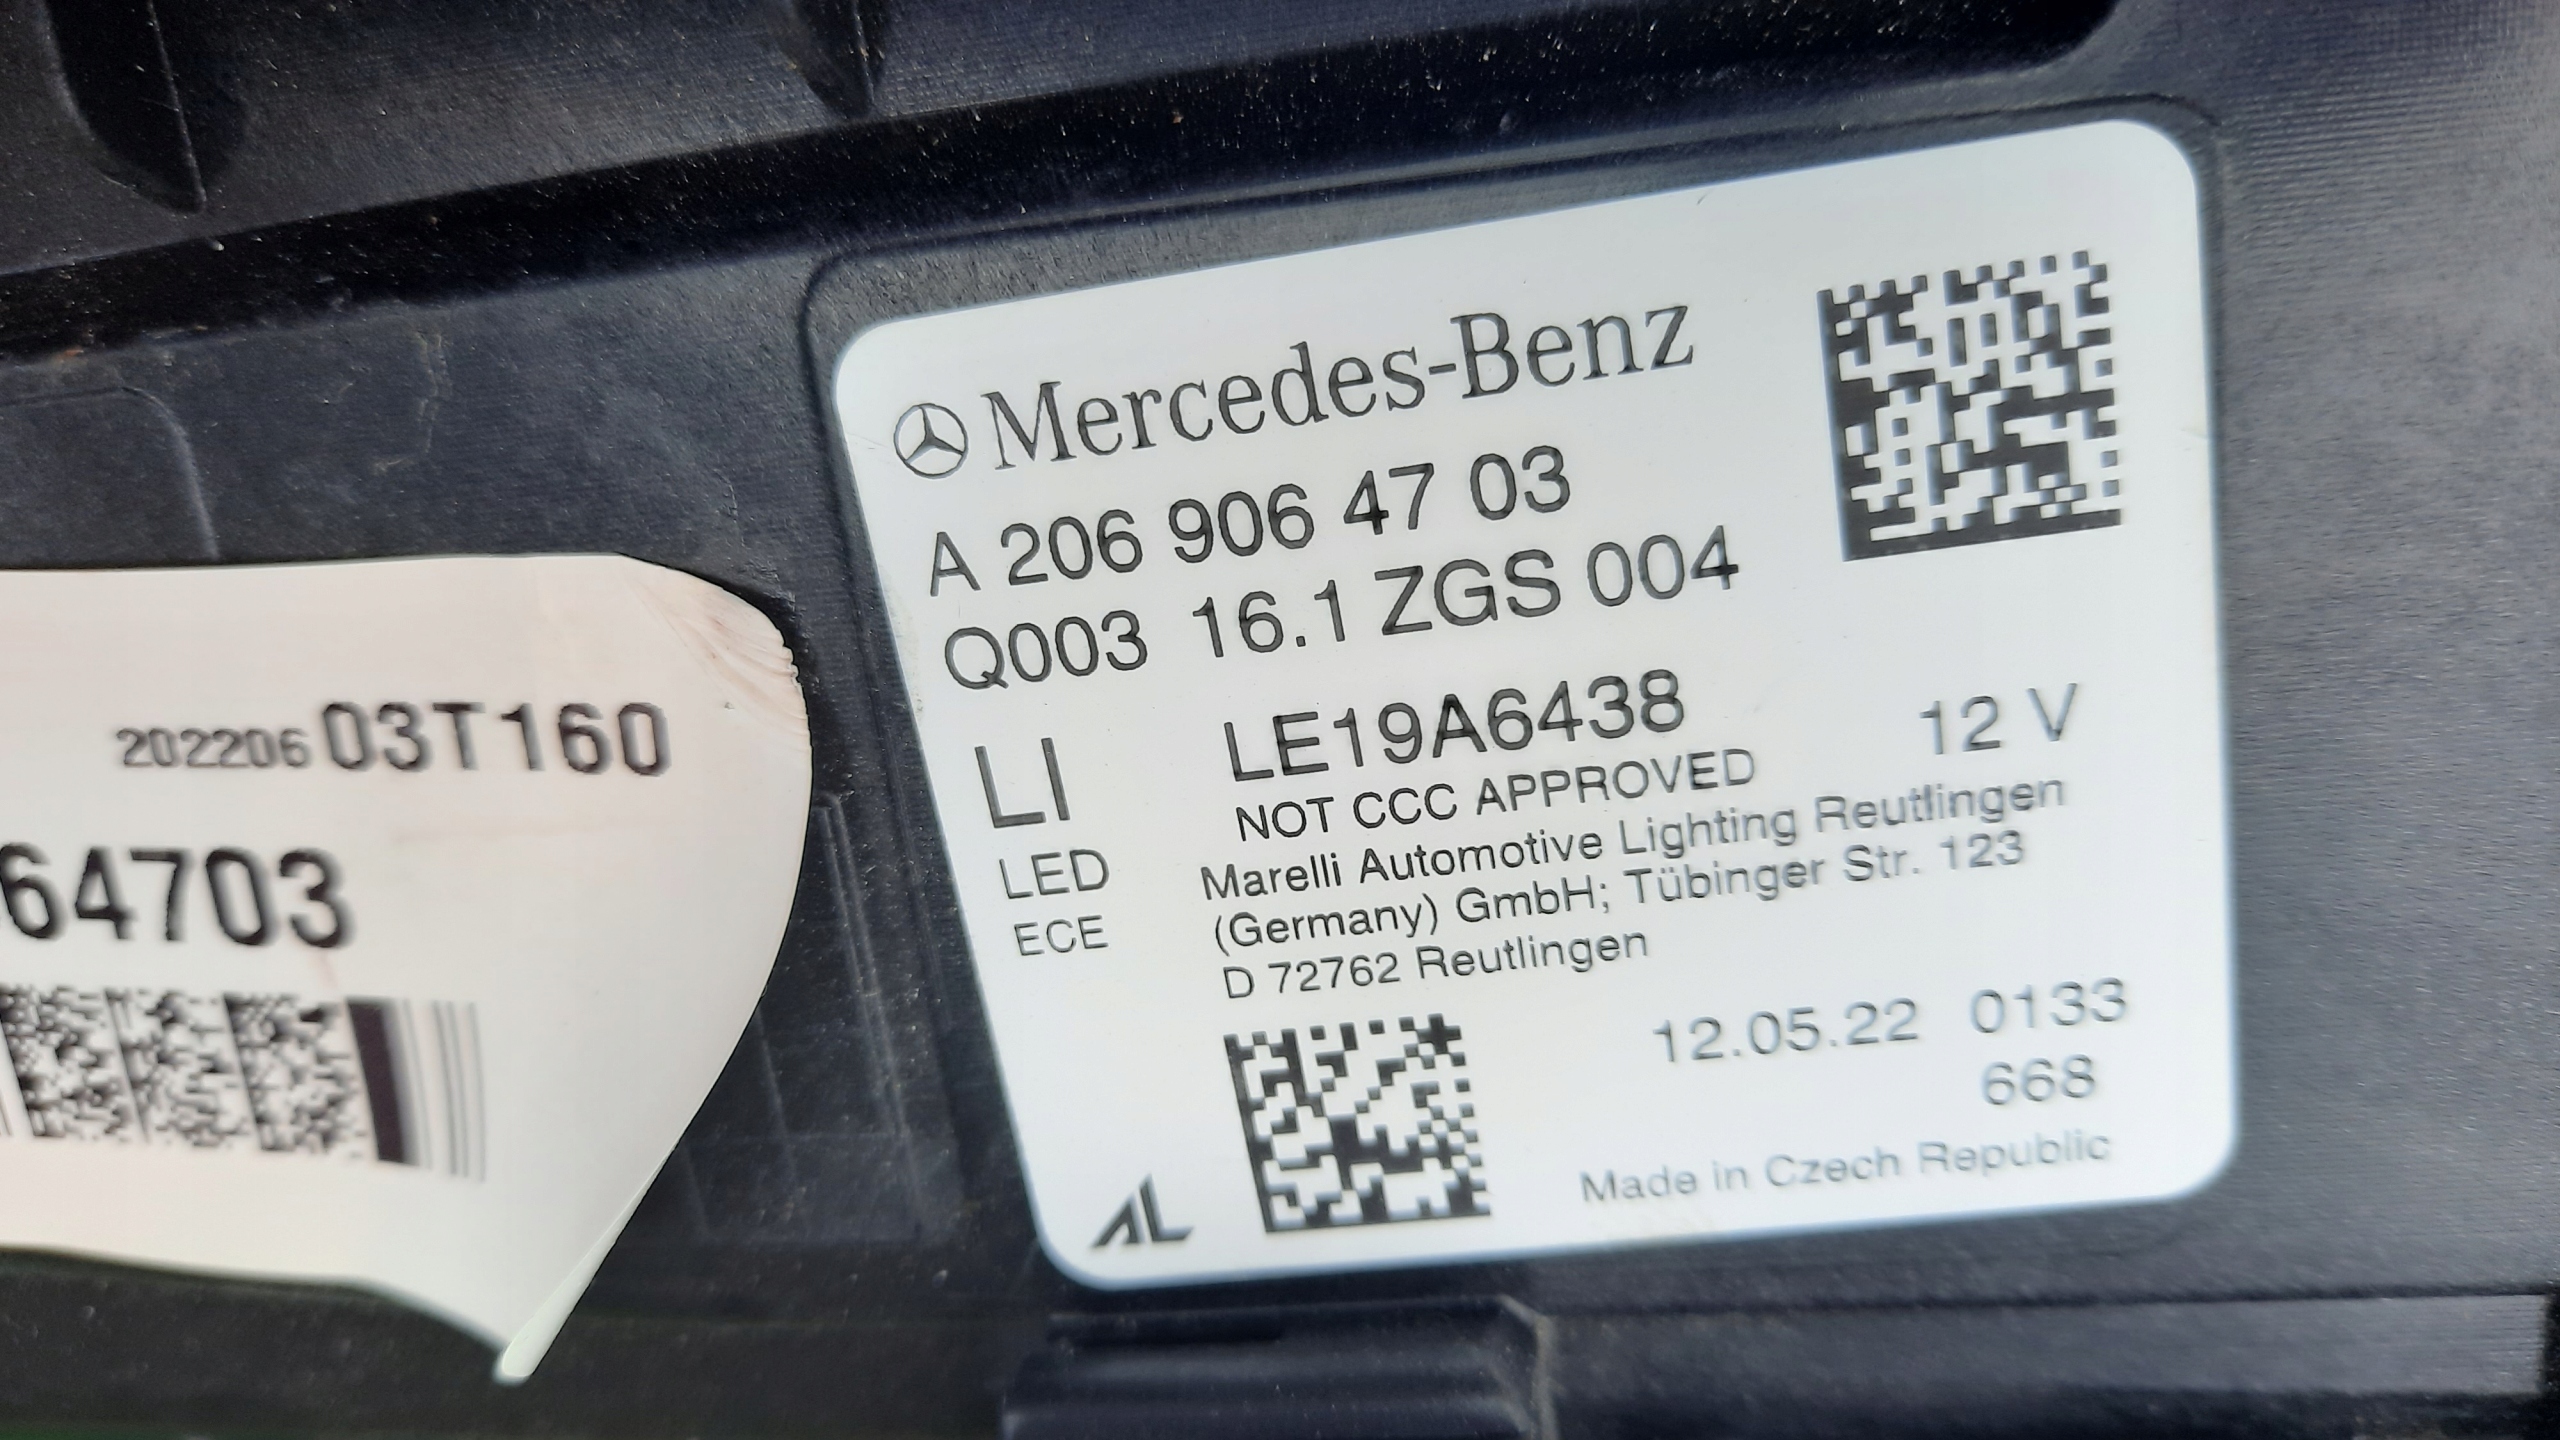 Mercedes-Benz
A 206 906 47 03
Q003 16.1 ZGS 004
LI LE19A6438 12 V
NOT CCC APPROVED
LED Marelli Automotive Lighting Reutlingen
ECE (Germany) GmbH; Tübinger Str. 123
D 72762 Reutlingen
12.05.22 0133
668
AL Made in Czech Republic
202206 03T160
64703